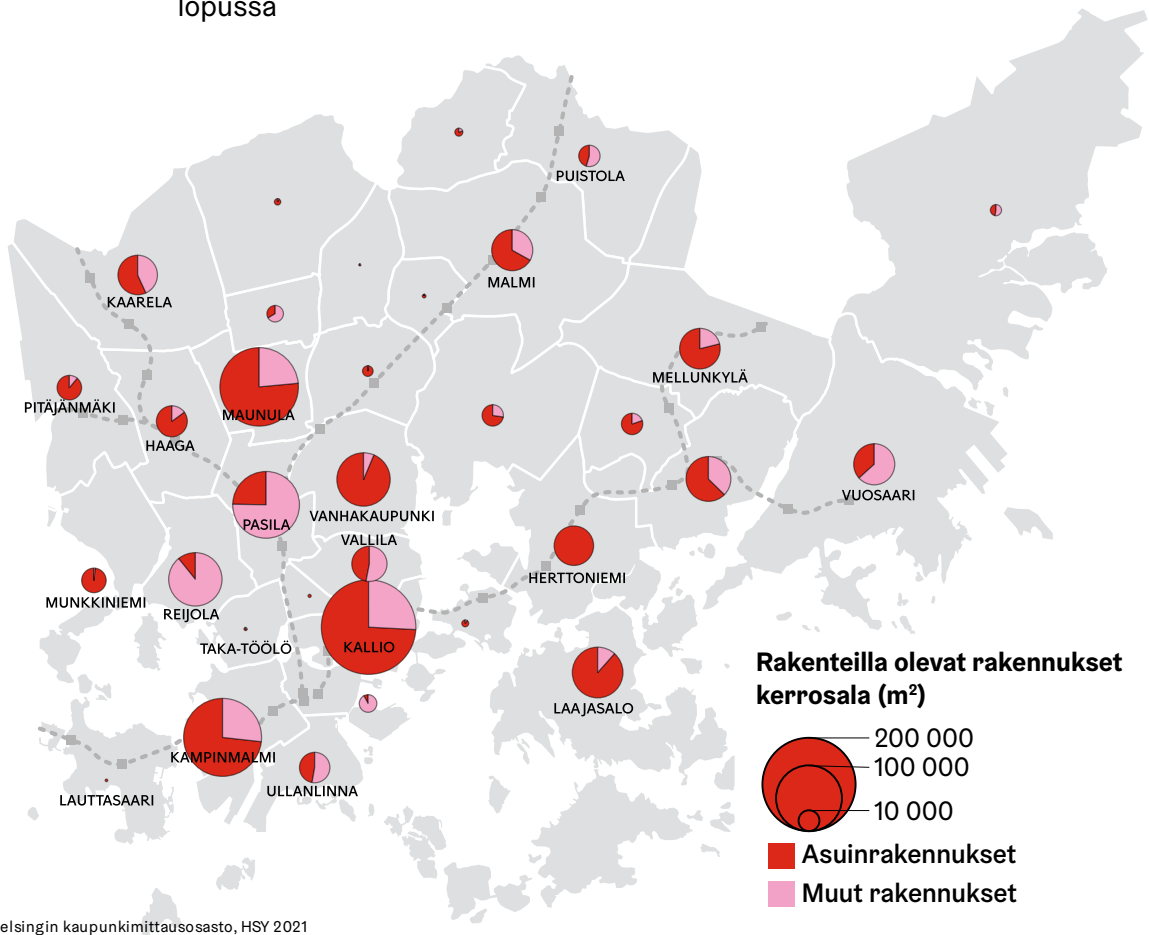 lopussa
PUISTOLA
MALMI
KAARELA
MELLUNKYLÄ
PITÄJÄNMÄKI
MAUNULA
HAAGA
VUOSAARI
VANHAKAUPUNKI
PASILA
VALLILA
HERTTONIEMI
MUNKKINIEMI
REIJOLA
TAKA-TÖÖLÖ
KALLIO
LAAJASALO
KAMPINMALMI
ULLANLINNA
LAUTTASAARI
Rakenteilla olevat rakennukset
kerrosala (m²)
200 000
100 000
10 000
Asuinrakennukset
Muut rakennukset
elsingin kaupunkimittausosasto, HSY 2021